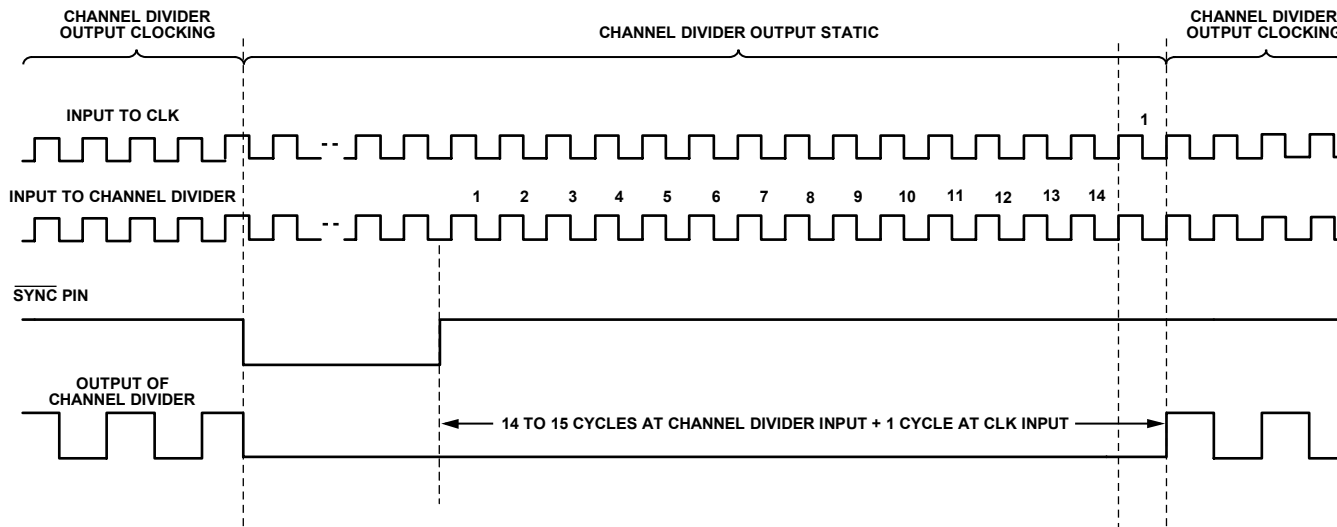 CHANNEL DIVIDER
OUTPUT CLOCKING
CHANNEL DIVIDER OUTPUT STATIC
CHANNEL DIVIDER
OUTPUT CLOCKING
INPUT TO CLK
1
INPUT TO CHANNEL DIVIDER
1 2 3 4 5 6 7 8 9 10 11 12 13 14
SYNC PIN
OUTPUT OF
CHANNEL DIVIDER
14 TO 15 CYCLES AT CHANNEL DIVIDER INPUT + 1 CYCLE AT CLK INPUT